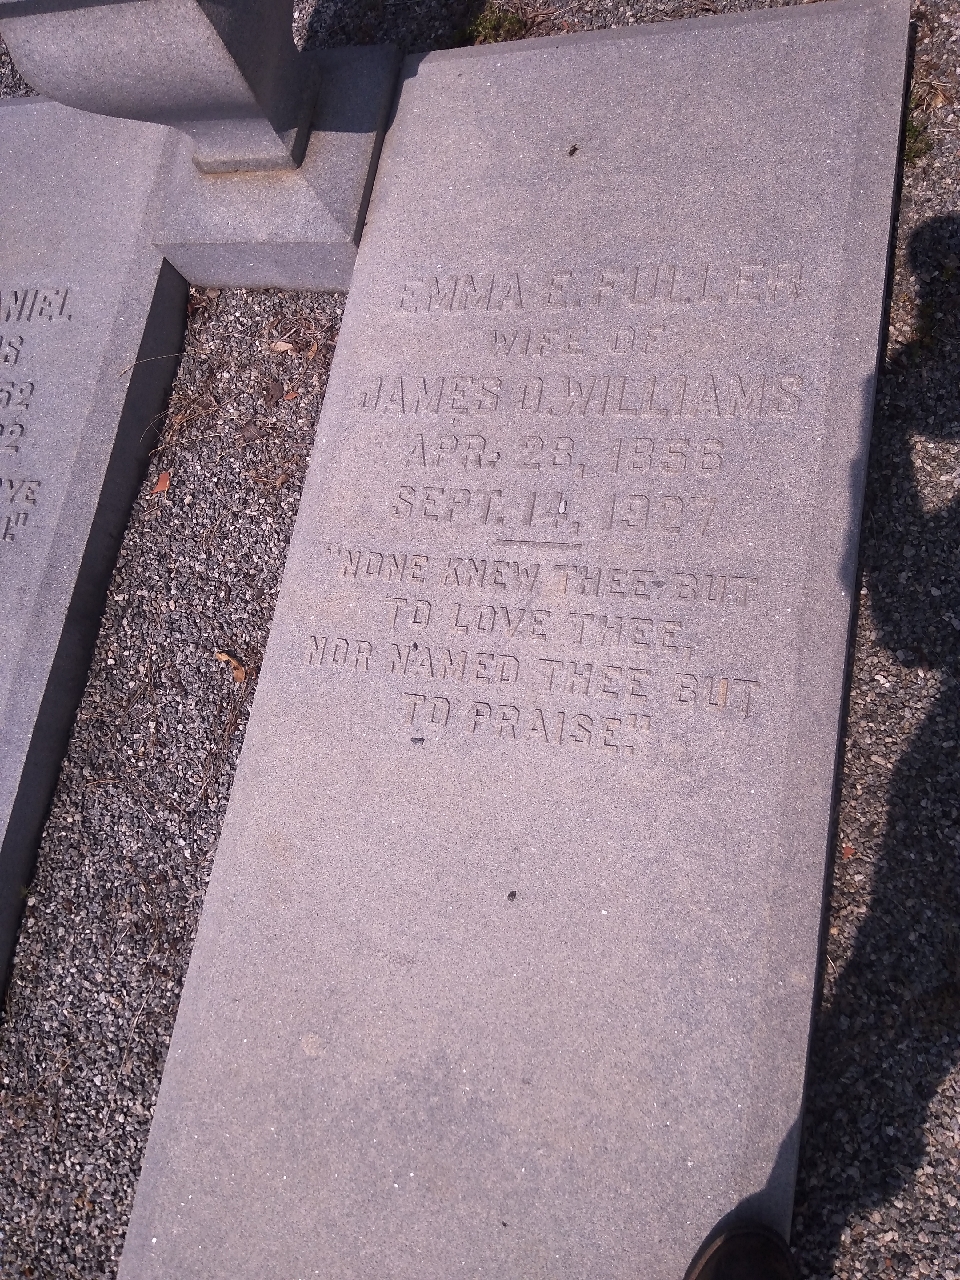 EMMA E. FULLER
WIFE OF
JAMES D. WILLIAMS
APR. 28, 1856
SEPT. 14, 1927
"NONE KNEW THEE BUT
TO LOVE THEE,
NOR NAMED THEE BUT
TO PRAISE."